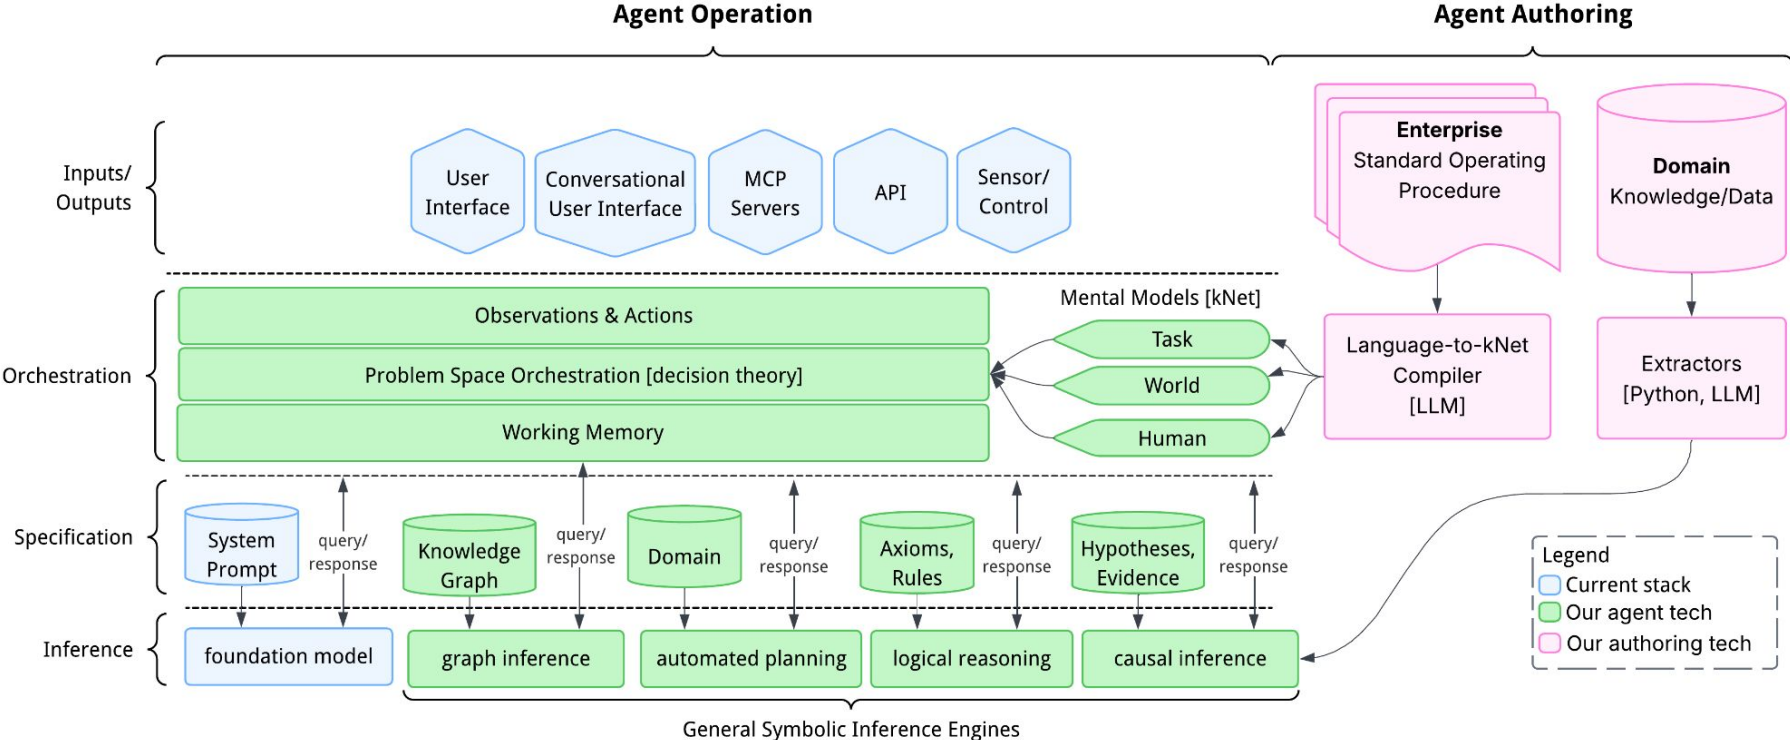 Agent Operation
Agent Authoring
Inputs/
Outputs
User
Interface
Conversational
User Interface
MCP
Servers
API
Sensor/
Control
Enterprise
Standard Operating
Procedure
Domain
Knowledge/Data
Orchestration
Observations & Actions
Problem Space Orchestration [decision theory]
Working Memory
Mental Models [kNet]
Task
World
Human
Language-to-kNet
Compiler
[LLM]
Extractors
[Python, LLM]
Specification
System
Prompt
query/
response
Knowledge
Graph
query/
response
Domain
query/
response
Axioms,
Rules
query/
response
Hypotheses,
Evidence
query/
response
Inference
foundation model
graph inference
automated planning
logical reasoning
causal inference
General Symbolic Inference Engines
Legend
Current stack
Our agent tech
Our authoring tech